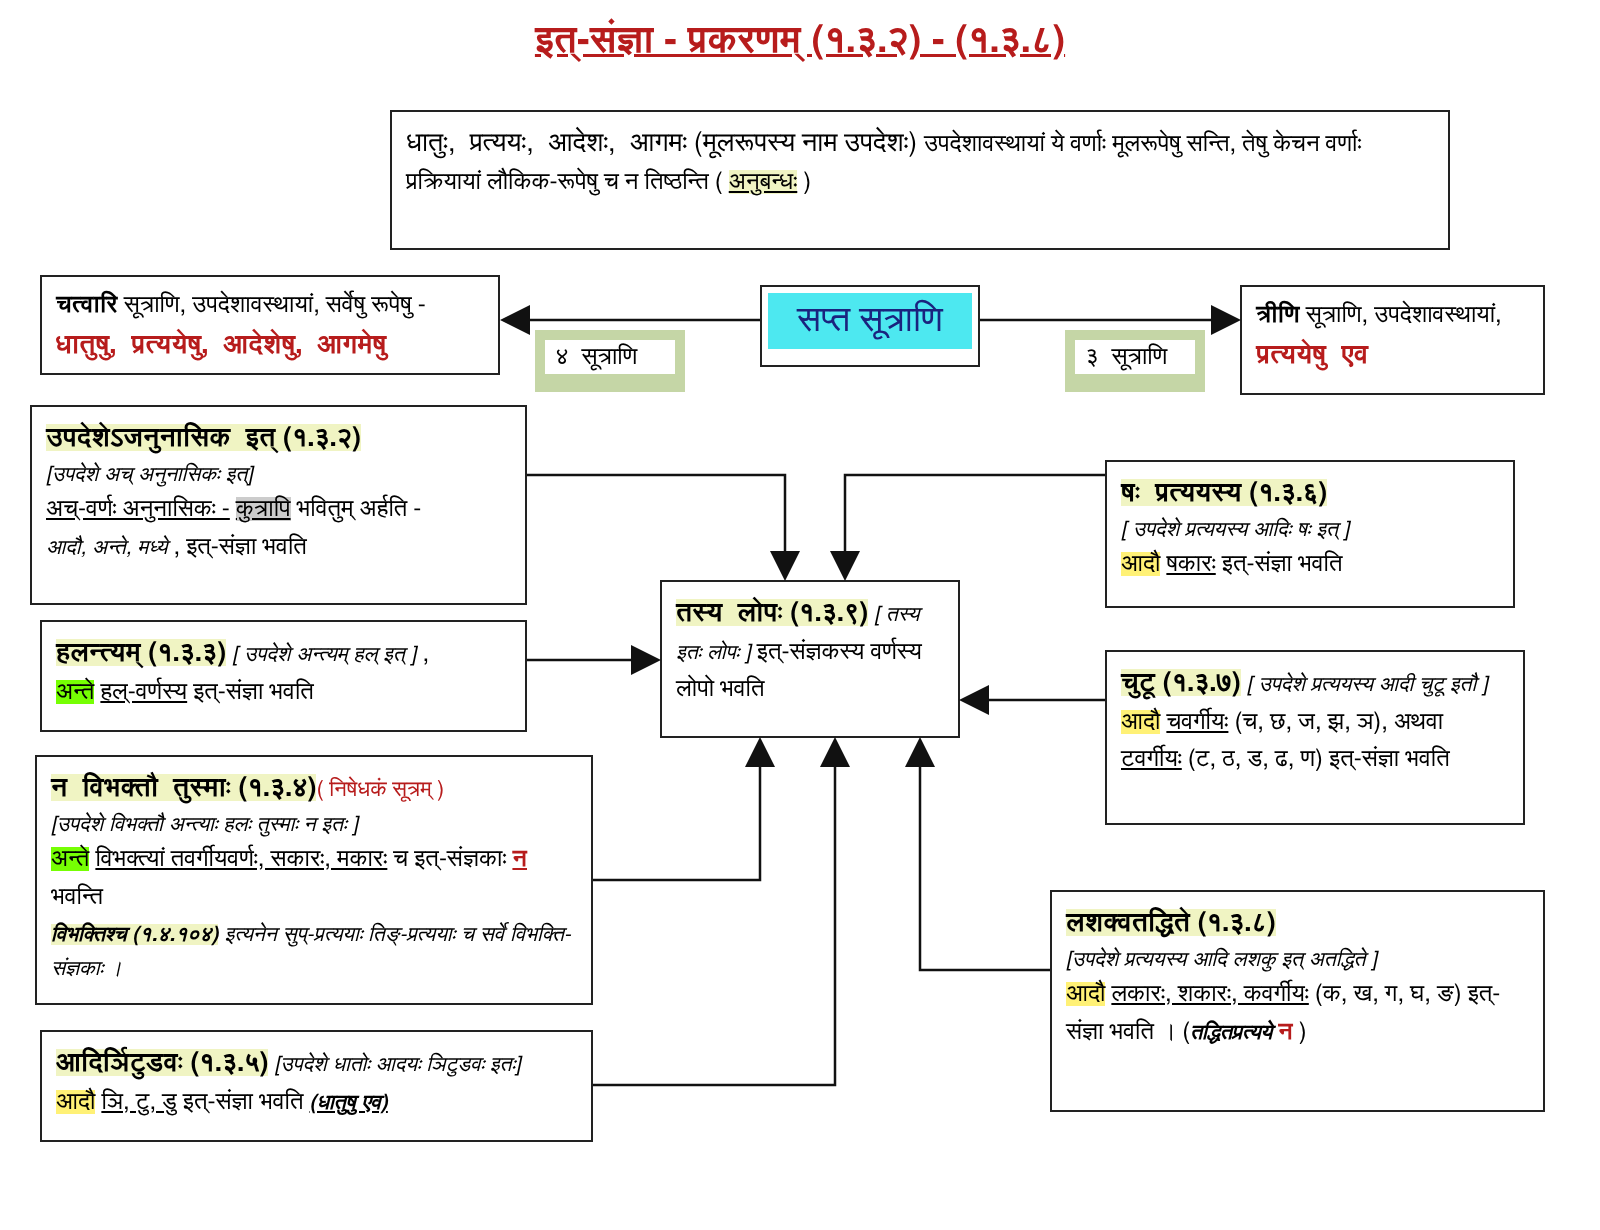 इत्-संज्ञा - प्रकरणम् (१.३.२) - (१.३.८)
धातुः, प्रत्ययः, आदेशः, आगमः (मूलरूपस्य नाम उपदेशः) उपदेशावस्थायां ये वर्णाः मूलरूपेषु सन्ति, तेषु केचन वर्णाः
प्रक्रियायां लौकिक-रूपेषु च न तिष्ठन्ति ( अनुबन्धः )
चत्वारि सूत्राणि, उपदेशावस्थायां, सर्वेषु रूपेषु -
धातुषु, प्रत्ययेषु, आदेशेषु, आगमेषु
सप्त सूत्राणि
४ सूत्राणि
३ सूत्राणि
त्रीणि सूत्राणि, उपदेशावस्थायां,
प्रत्ययेषु एव
उपदेशेऽजनुनासिक इत् (१.३.२)
[उपदेशे अच् अनुनासिकः इत्]
अच्-वर्णः अनुनासिकः - कुत्रापि भवितुम् अर्हति -
आदौ, अन्ते, मध्ये , इत्-संज्ञा भवति
हलन्त्यम् (१.३.३) [ उपदेशे अन्त्यम् हल् इत् ] ,
अन्ते हल्-वर्णस्य इत्-संज्ञा भवति
न विभक्तौ तुस्माः (१.३.४)( निषेधकं सूत्रम् )
[उपदेशे विभक्तौ अन्त्याः हलः तुस्माः न इतः ]
अन्ते विभक्त्यां तवर्गीयवर्णः, सकारः, मकारः च इत्-संज्ञकाः न
भवन्ति
विभक्तिश्च (१.४.१०४) इत्यनेन सुप्-प्रत्ययाः तिङ्-प्रत्ययाः च सर्वे विभक्ति-
संज्ञकाः ।
आदिर्ञिटुडवः (१.३.५) [उपदेशे धातोः आदयः ञिटुडवः इतः]
आदौ ञि, टु, डु इत्-संज्ञा भवति (धातुषु एव)
तस्य लोपः (१.३.९) [ तस्य
इतः लोपः ] इत्-संज्ञकस्य वर्णस्य
लोपो भवति
षः प्रत्ययस्य (१.३.६)
[ उपदेशे प्रत्ययस्य आदिः षः इत् ]
आदौ षकारः इत्-संज्ञा भवति
चुटू (१.३.७) [ उपदेशे प्रत्ययस्य आदी चुटू इतौ ]
आदौ चवर्गीयः (च, छ, ज, झ, ञ), अथवा
टवर्गीयः (ट, ठ, ड, ढ, ण) इत्-संज्ञा भवति
लशक्वतद्धिते (१.३.८)
[उपदेशे प्रत्ययस्य आदि लशकु इत् अतद्धिते ]
आदौ लकारः, शकारः, कवर्गीयः (क, ख, ग, घ, ङ) इत्-
संज्ञा भवति । (तद्धितप्रत्यये न )